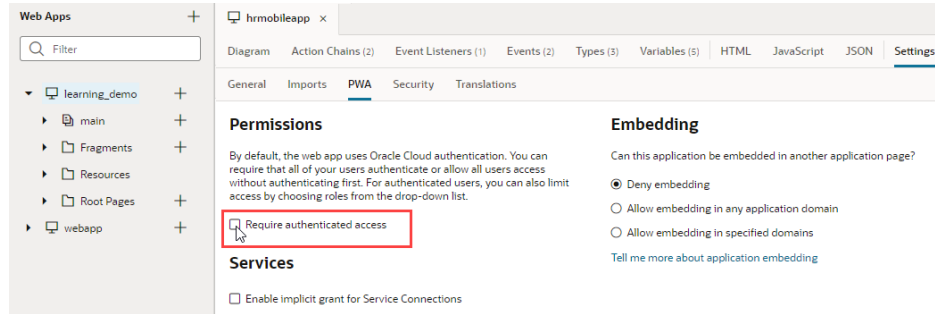 Web Apps
Filter
learning_demo
main
Fragments
Resources
Root Pages
webapp
hrmobileapp
Diagram Action Chains (2) Event Listeners (1) Events (2) Types (3) Variables (5) HTML JavaScript JSON Settings
General Imports PWA Security Translations
Permissions
By default, the web app uses Oracle Cloud authentication. You can
require that all of your users authenticate or allow all users access
without authenticating first. For authenticated users, you can also limit
access by choosing roles from the drop-down list.
Require authenticated access
Services
Enable implicit grant for Service Connections
Embedding
Can this application be embedded in another application page?
Deny embedding
Allow embedding in any application domain
Allow embedding in specified domains
Tell me more about application embedding